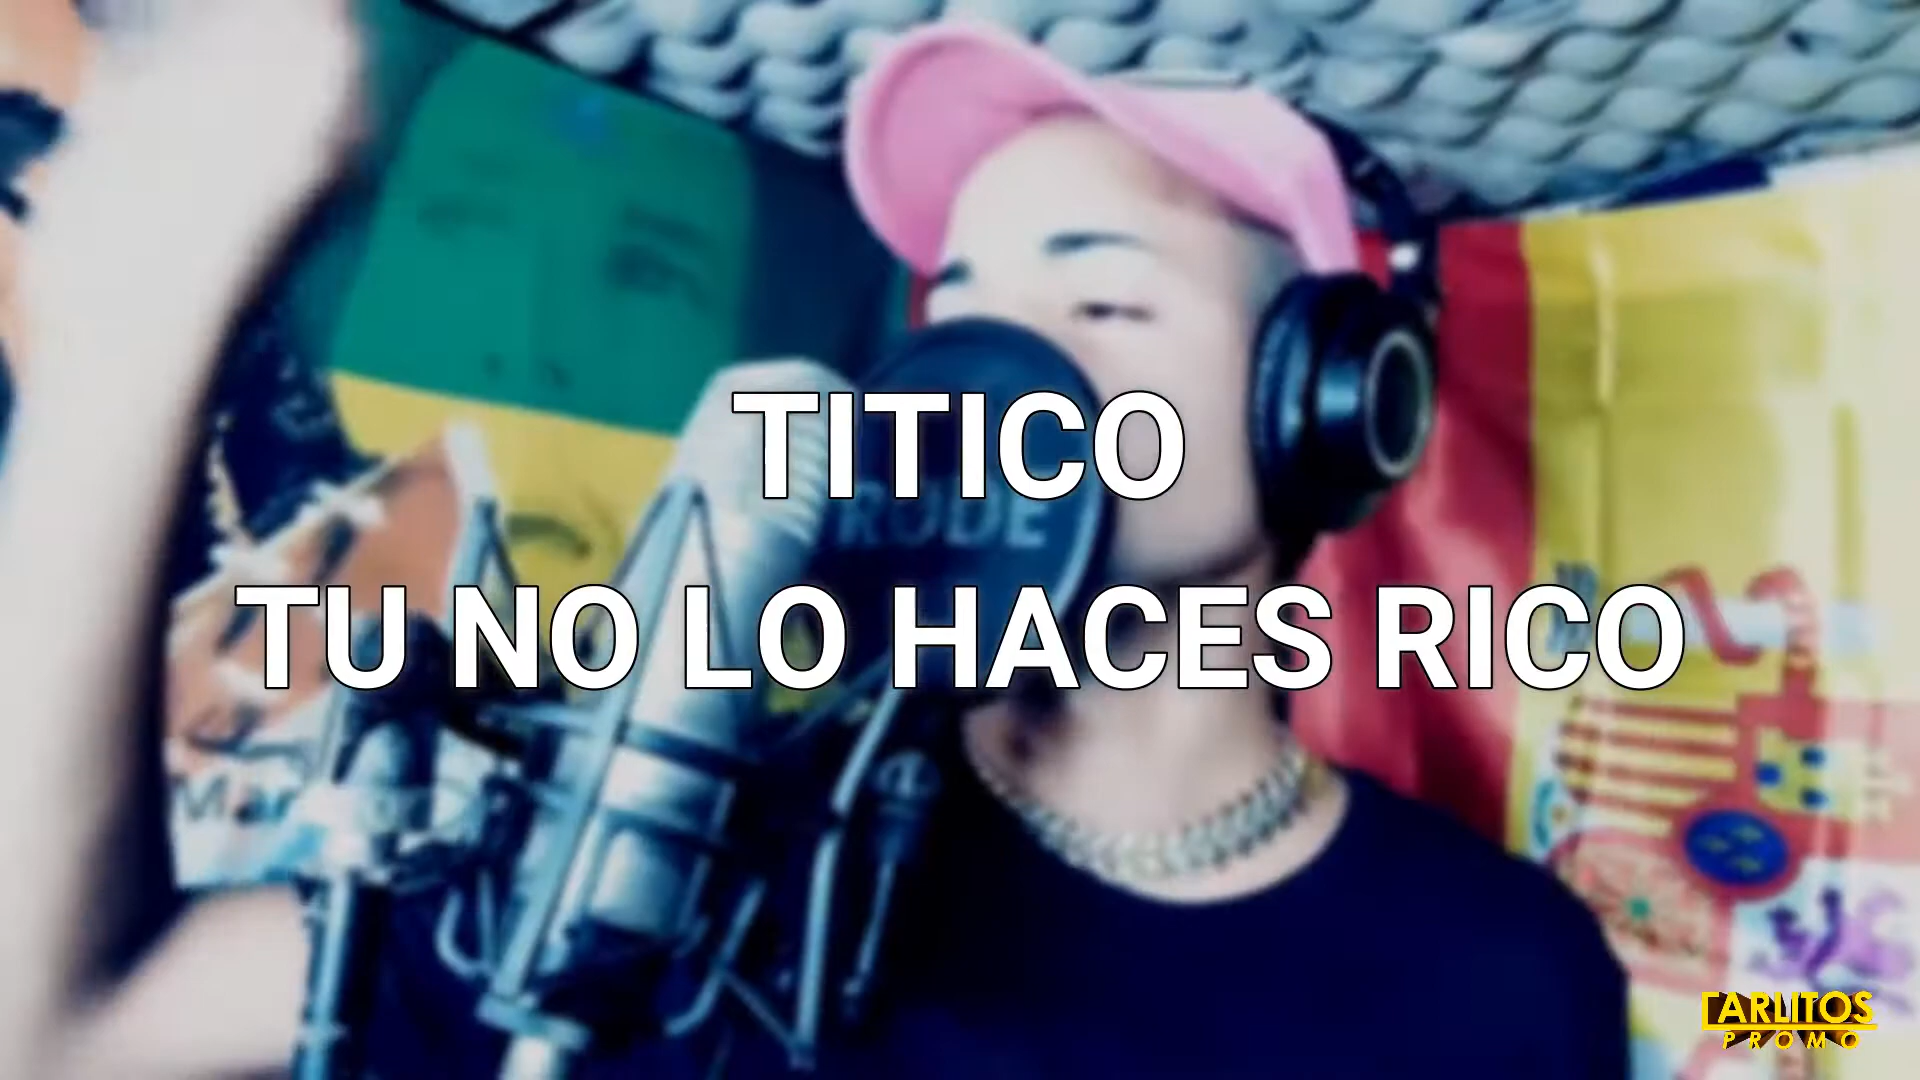 TITICO
RODE
TU NO LO HACES RICO
CARLITOS
PROMO